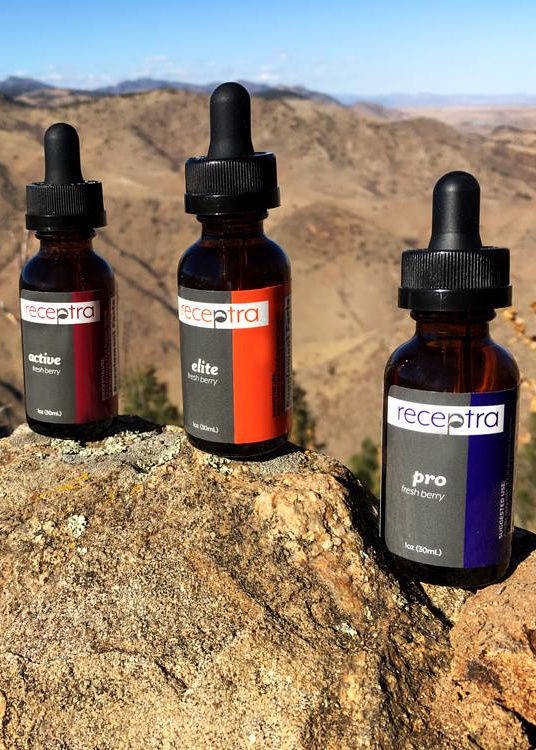 receptra
active
fresh berry
1oz (30mL)
receptra
elite
fresh berry
1oz (30mL)
receptra
pro
fresh berry
1oz (30mL)
SUGGESTED USE: